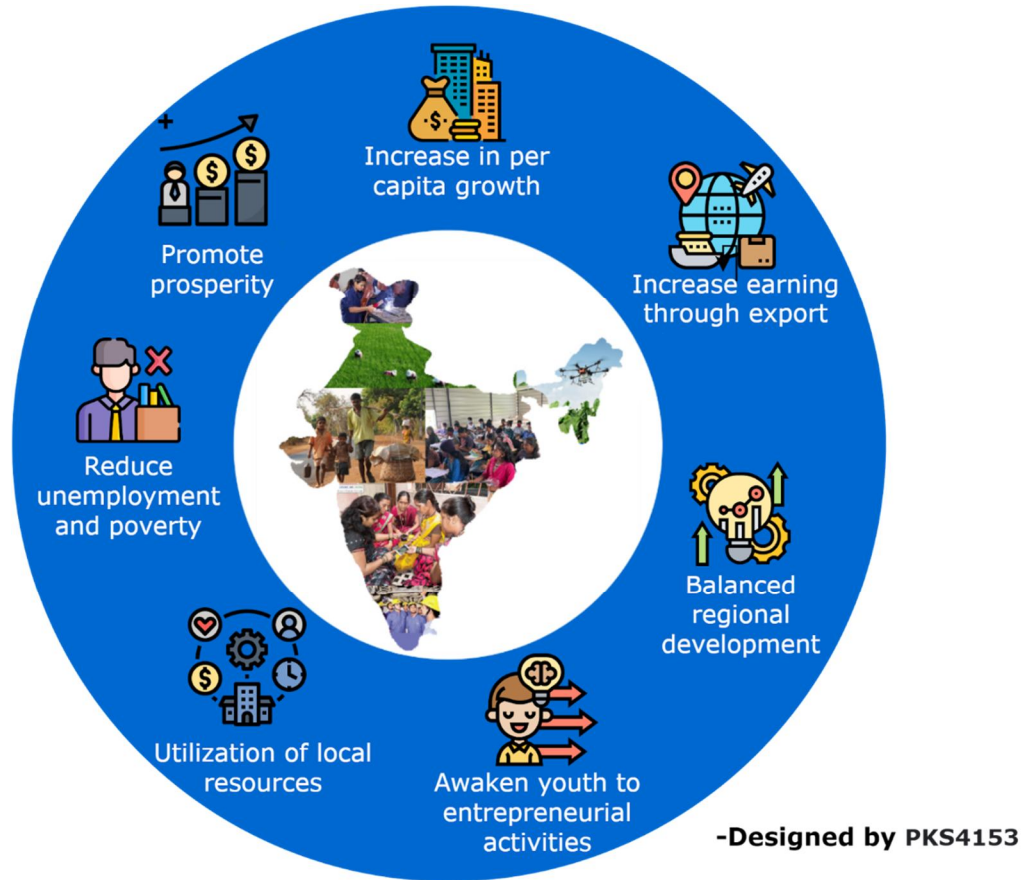 Increase in per
capita growth
Increase earning
through export
Balanced
regional
development
Awaken youth to
entrepreneurial
activities
Utilization of local
resources
Reduce
unemployment
and poverty
Promote
prosperity
-Designed by PKS4153